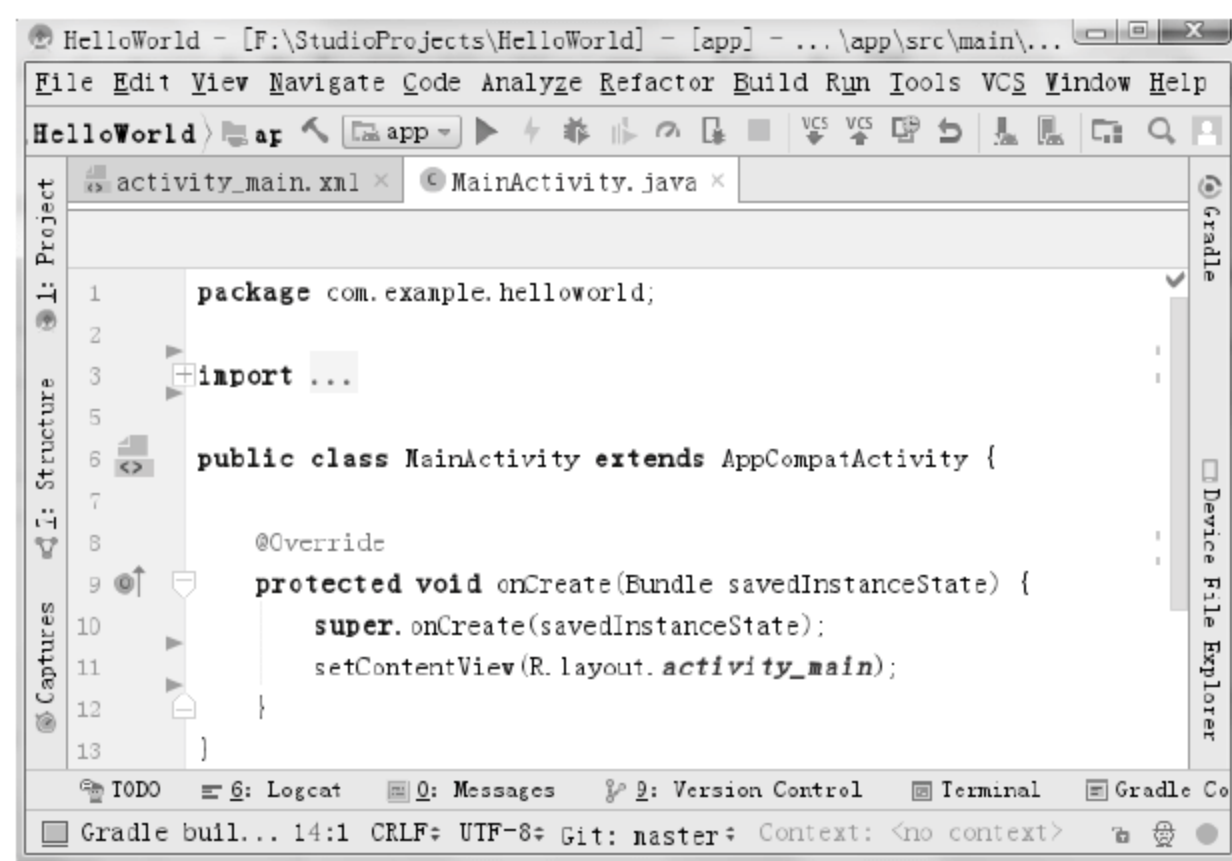 HelloWorld - [F:\StudioProjects\HelloWorld] - [app] - ...\app\src\main\...
File Edit View Navigate Code Analyze Refactor Build Run Tools VCS Window Help
HelloWorld ap app VCS VCS
activity_main.xml × C MainActivity.java ×
1 package com.example.helloworld;
2
3 import ...
5
6 public class MainActivity extends AppCompatActivity {
7
8 @Override
9 protected void onCreate(Bundle savedInstanceState) {
10 super.onCreate(savedInstanceState);
11 setContentView(R.layout.activity_main);
12 }
13 }
1: Project
7: Structure
Captures
Gradle
Device File Explorer
TODO 6: Logcat 0: Messages 9: Version Control Terminal Gradle Co
Gradle buil... 14:1 CRLF UTF-8 Git: master Context: <no context>